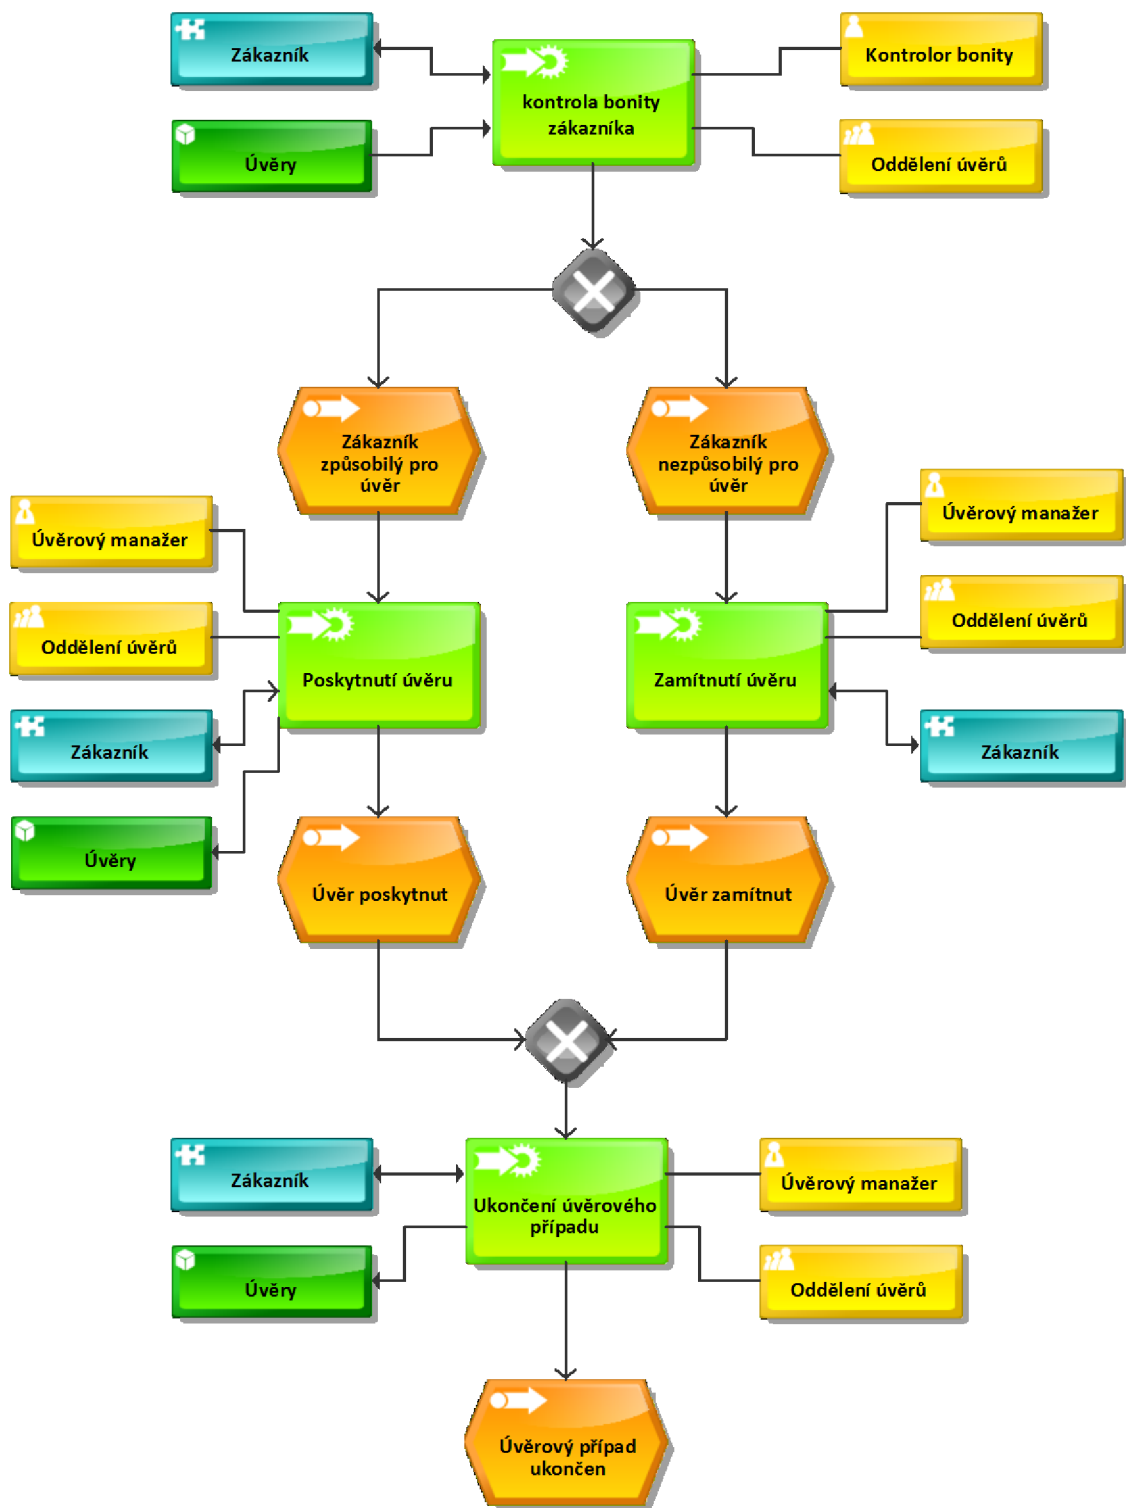 Zákazník
Kontrolor bonity
kontrola bonity
zákazníka
Úvěry
Oddělení úvěrů
Zákazník
způsobilý pro
úvěr
Zákazník
nezpůsobilý pro
úvěr
Úvěrový manažer
Úvěrový manažer
Oddělení úvěrů
Oddělení úvěrů
Poskytnutí úvěru
Zamítnutí úvěru
Zákazník
Zákazník
Úvěry
Úvěr poskytnut
Úvěr zamítnut
Zákazník
Úvěrový manažer
Ukončení úvěrového
případu
Úvěry
Oddělení úvěrů
Úvěrový případ
ukončen